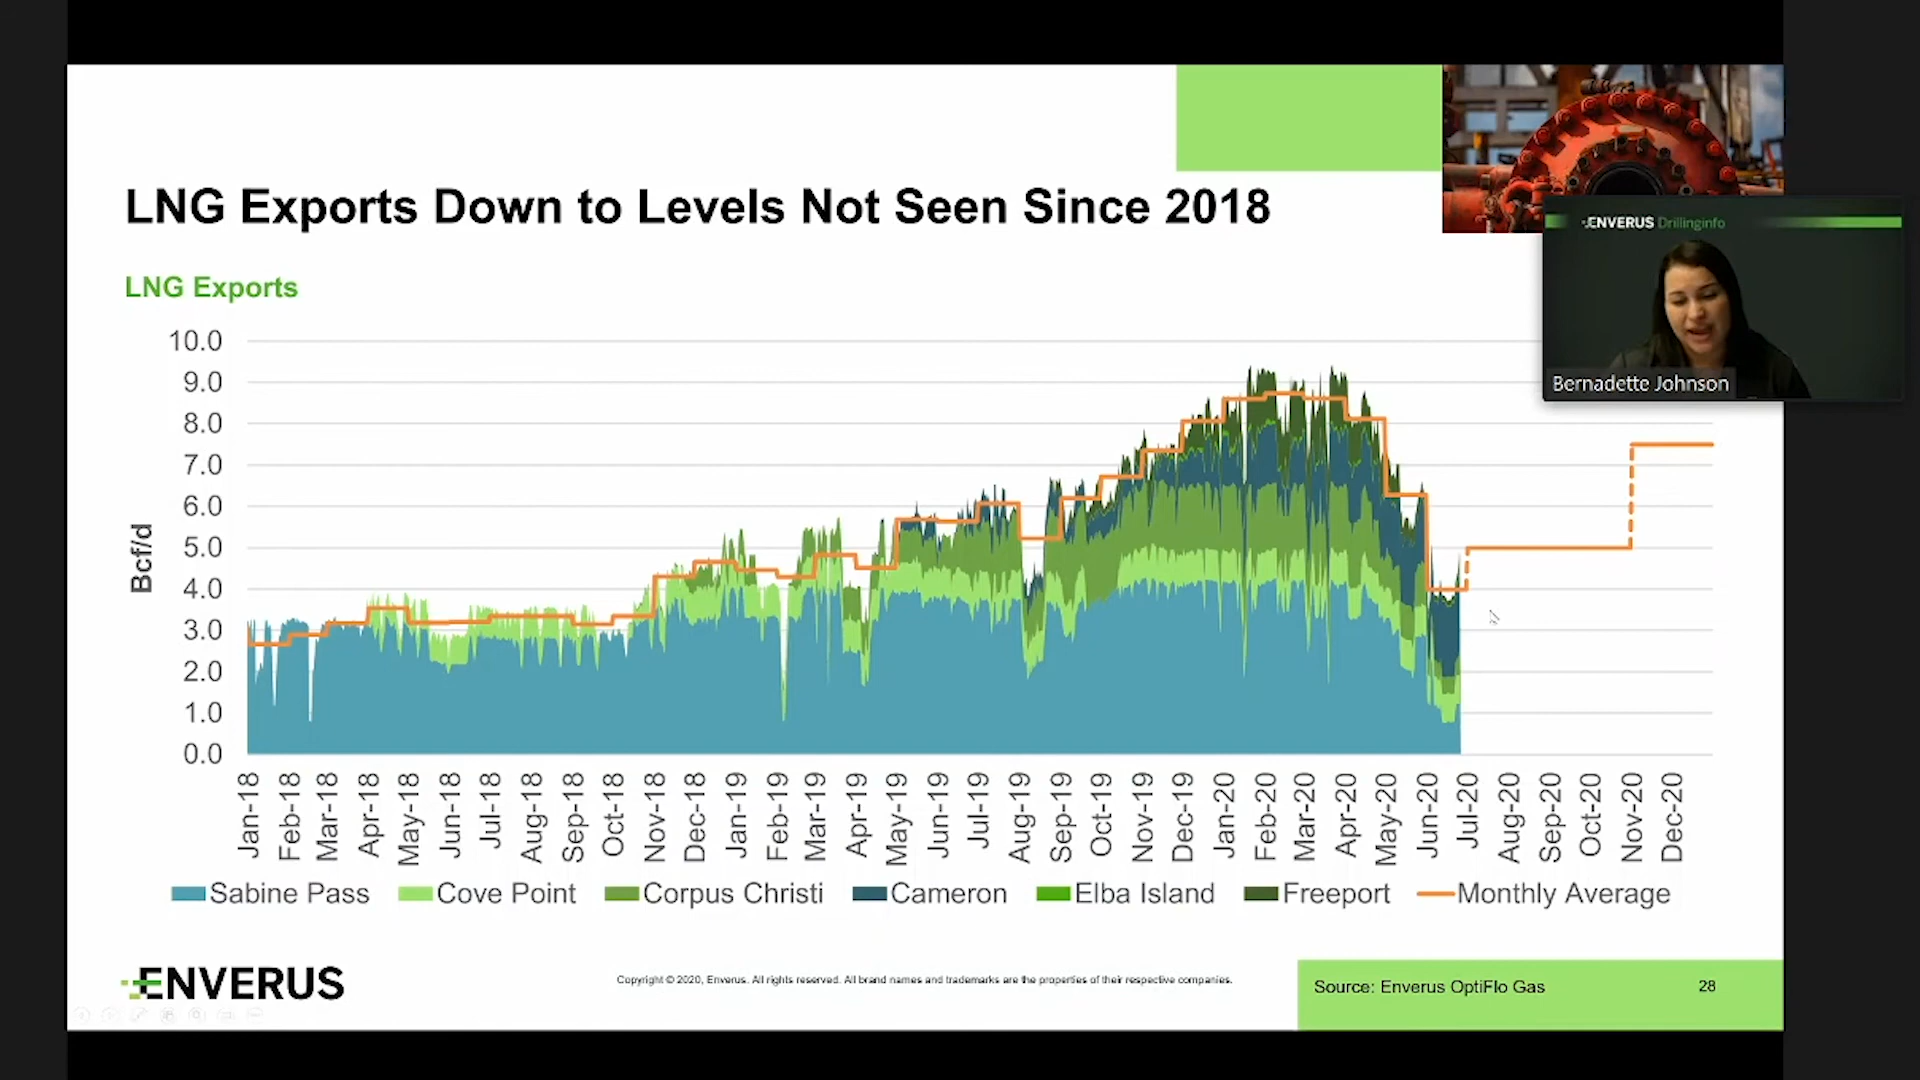 LNG Exports Down to Levels Not Seen Since 2018
ENVERUS Drillinginfo
Bernadette Johnson
LNG Exports
10.0
9.0
8.0
7.0
6.0
5.0
4.0
3.0
2.0
1.0
0.0
Bcf/d
Jan-18
Feb-18
Mar-18
Apr-18
May-18
Jun-18
Jul-18
Aug-18
Sep-18
Oct-18
Nov-18
Dec-18
Jan-19
Feb-19
Mar-19
Apr-19
May-19
Jun-19
Jul-19
Aug-19
Sep-19
Oct-19
Nov-19
Dec-19
Jan-20
Feb-20
Mar-20
Apr-20
May-20
Jun-20
Jul-20
Aug-20
Sep-20
Oct-20
Nov-20
Dec-20
Sabine Pass Cove Point Corpus Christi Cameron Elba Island Freeport Monthly Average
ENVERUS
Copyright © 2020, Enverus. All rights reserved. All brand names and trademarks are the properties of their respective companies.
Source: Enverus OptiFlo Gas 28